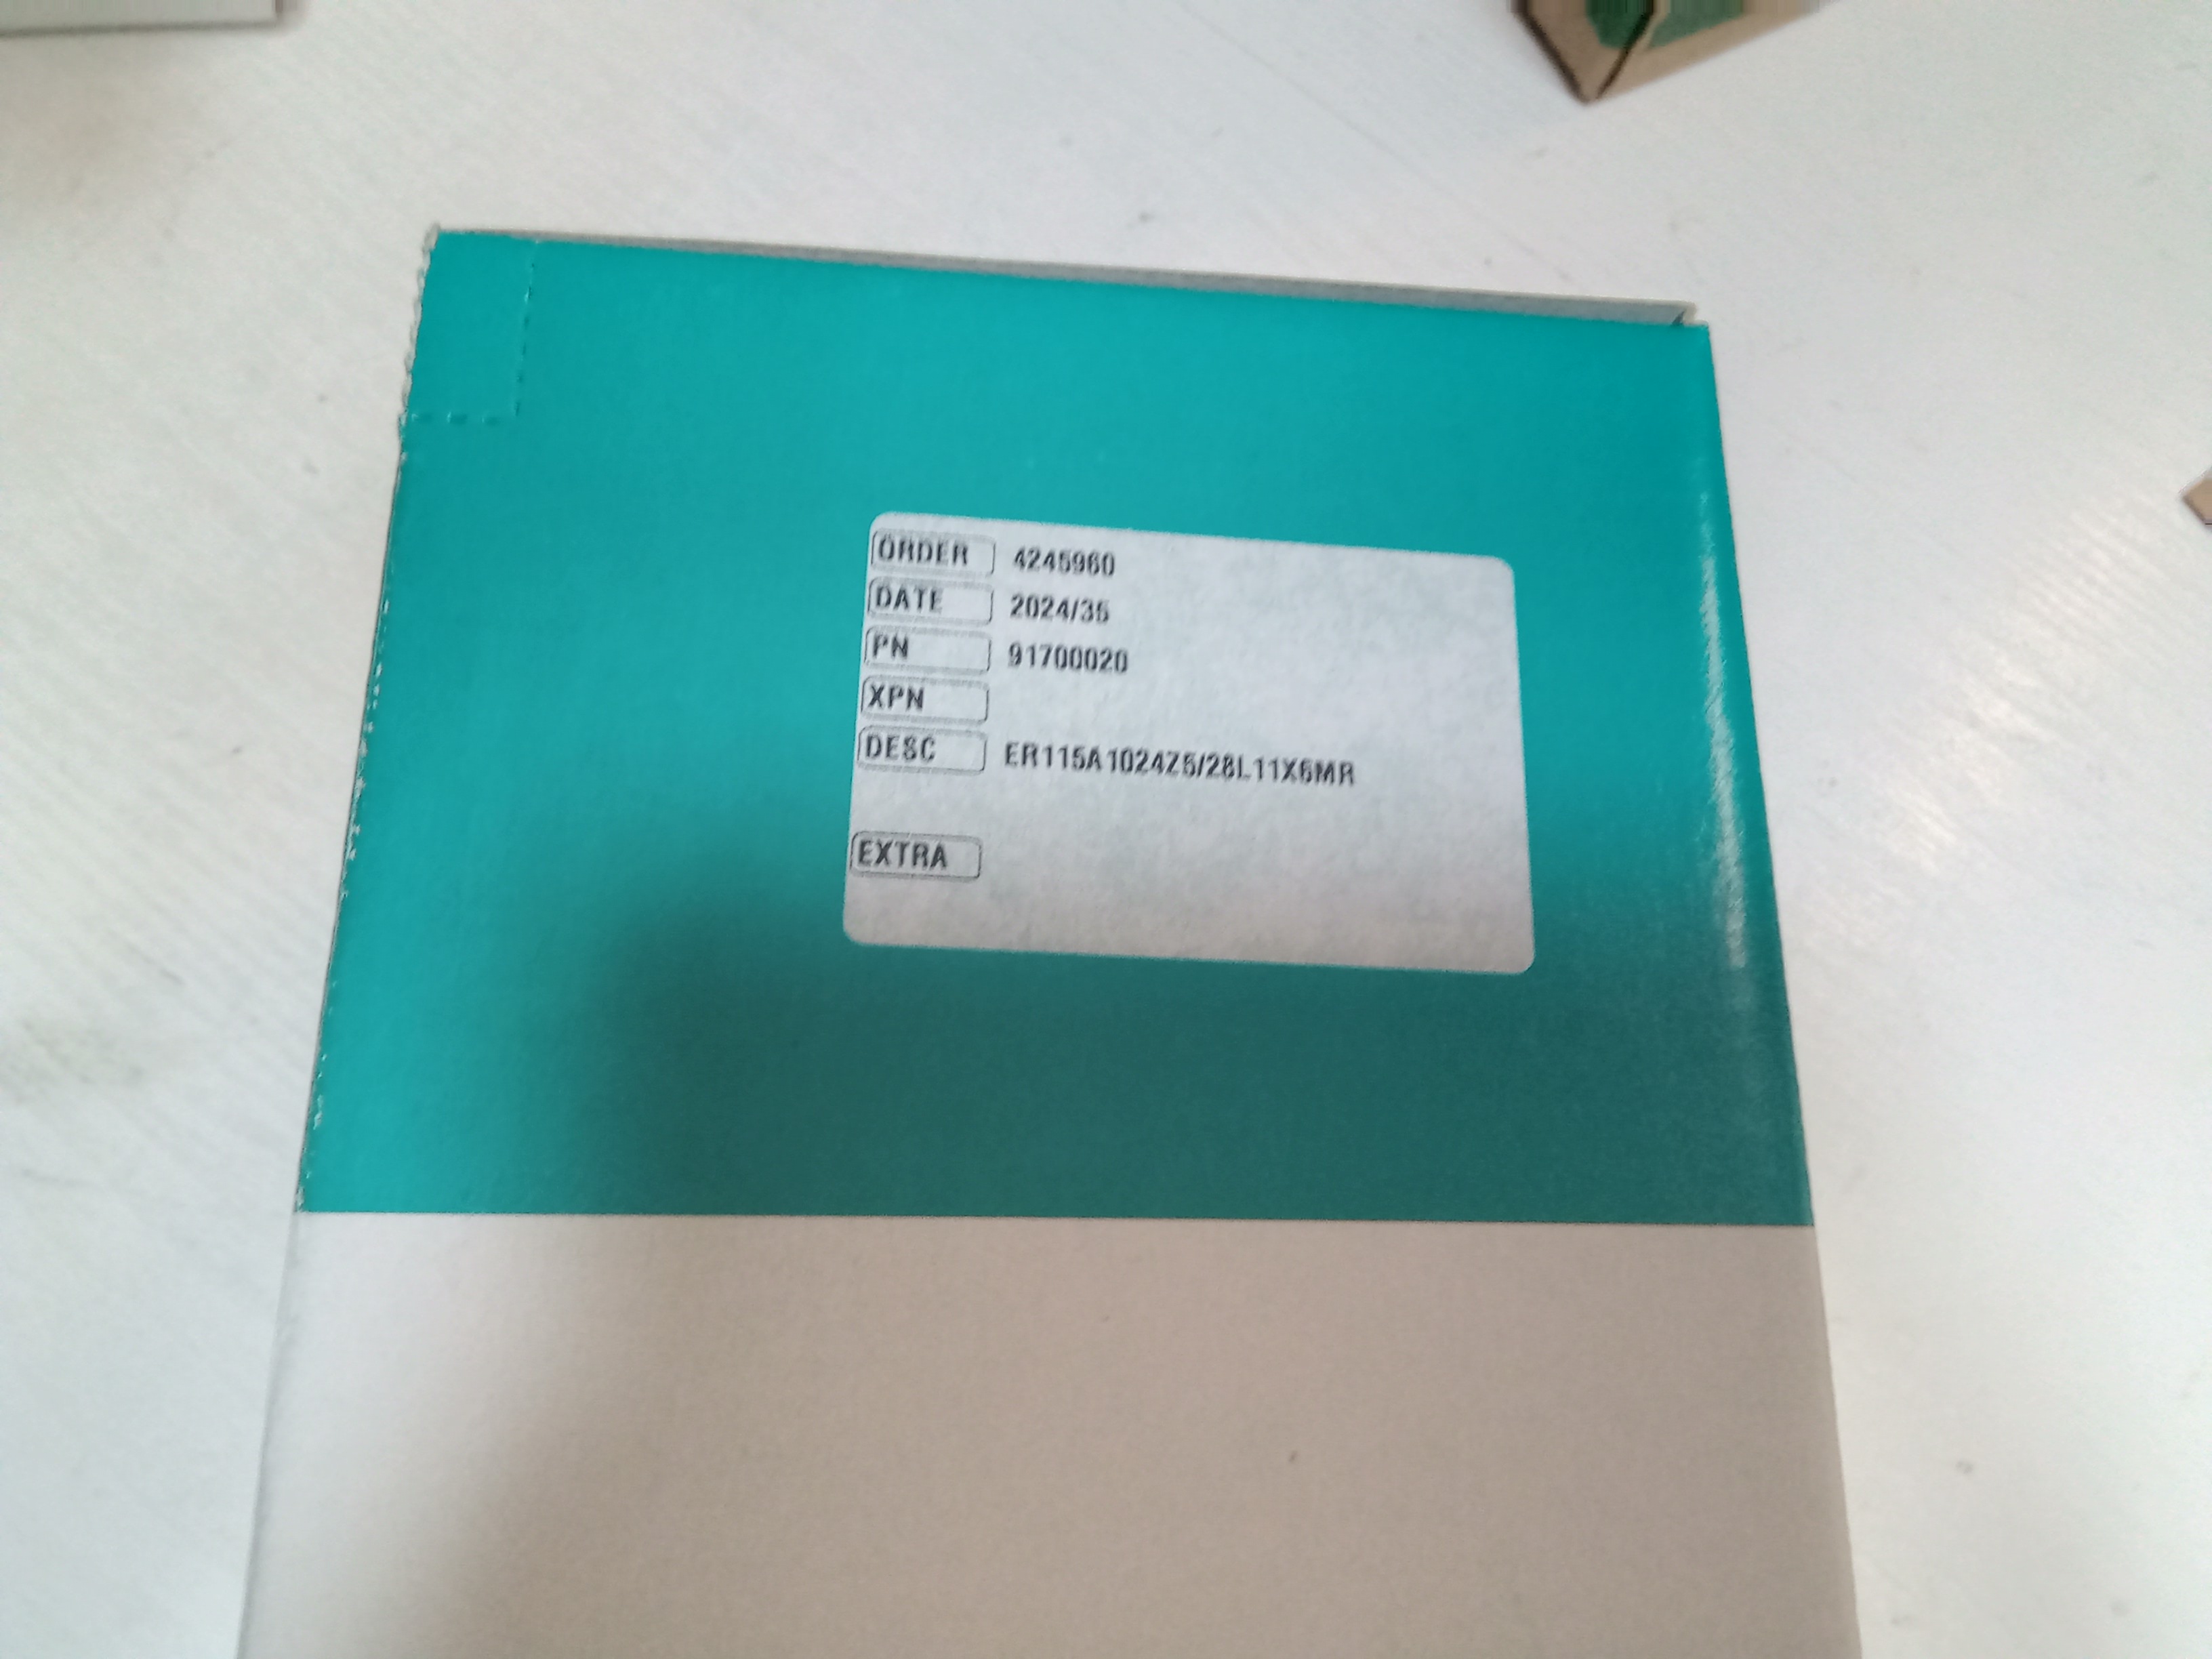 ORDER 4245960
DATE 2024/35
PN 91700020
XPN
DESC ER115A1024Z5/28L11X6MR
EXTRA